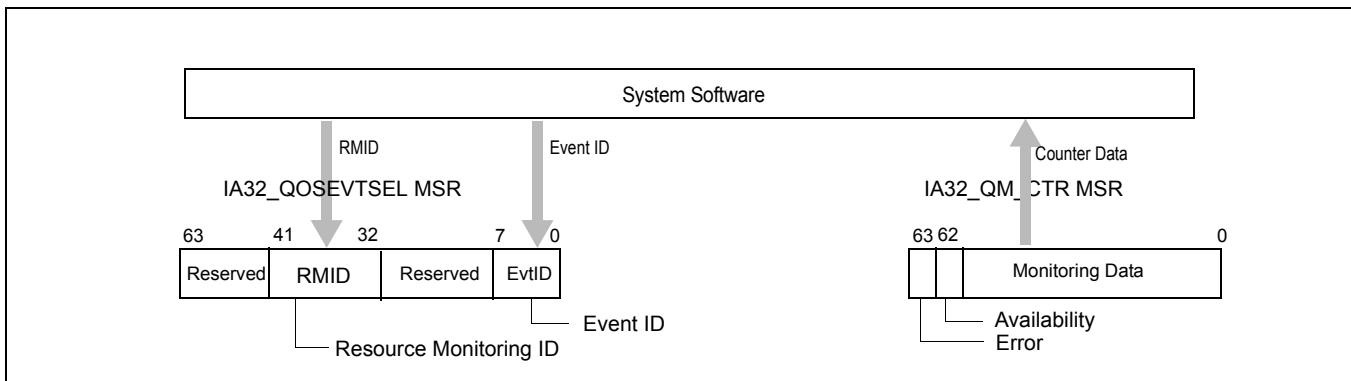 System Software
RMID
Event ID
Counter Data
IA32_QOSEVTSEL MSR
IA32_QM_CTR MSR
63 41 32 7 0
63 62 0
Reserved RMID Reserved EvtID
Monitoring Data
Event ID
Resource Monitoring ID
Availability
Error